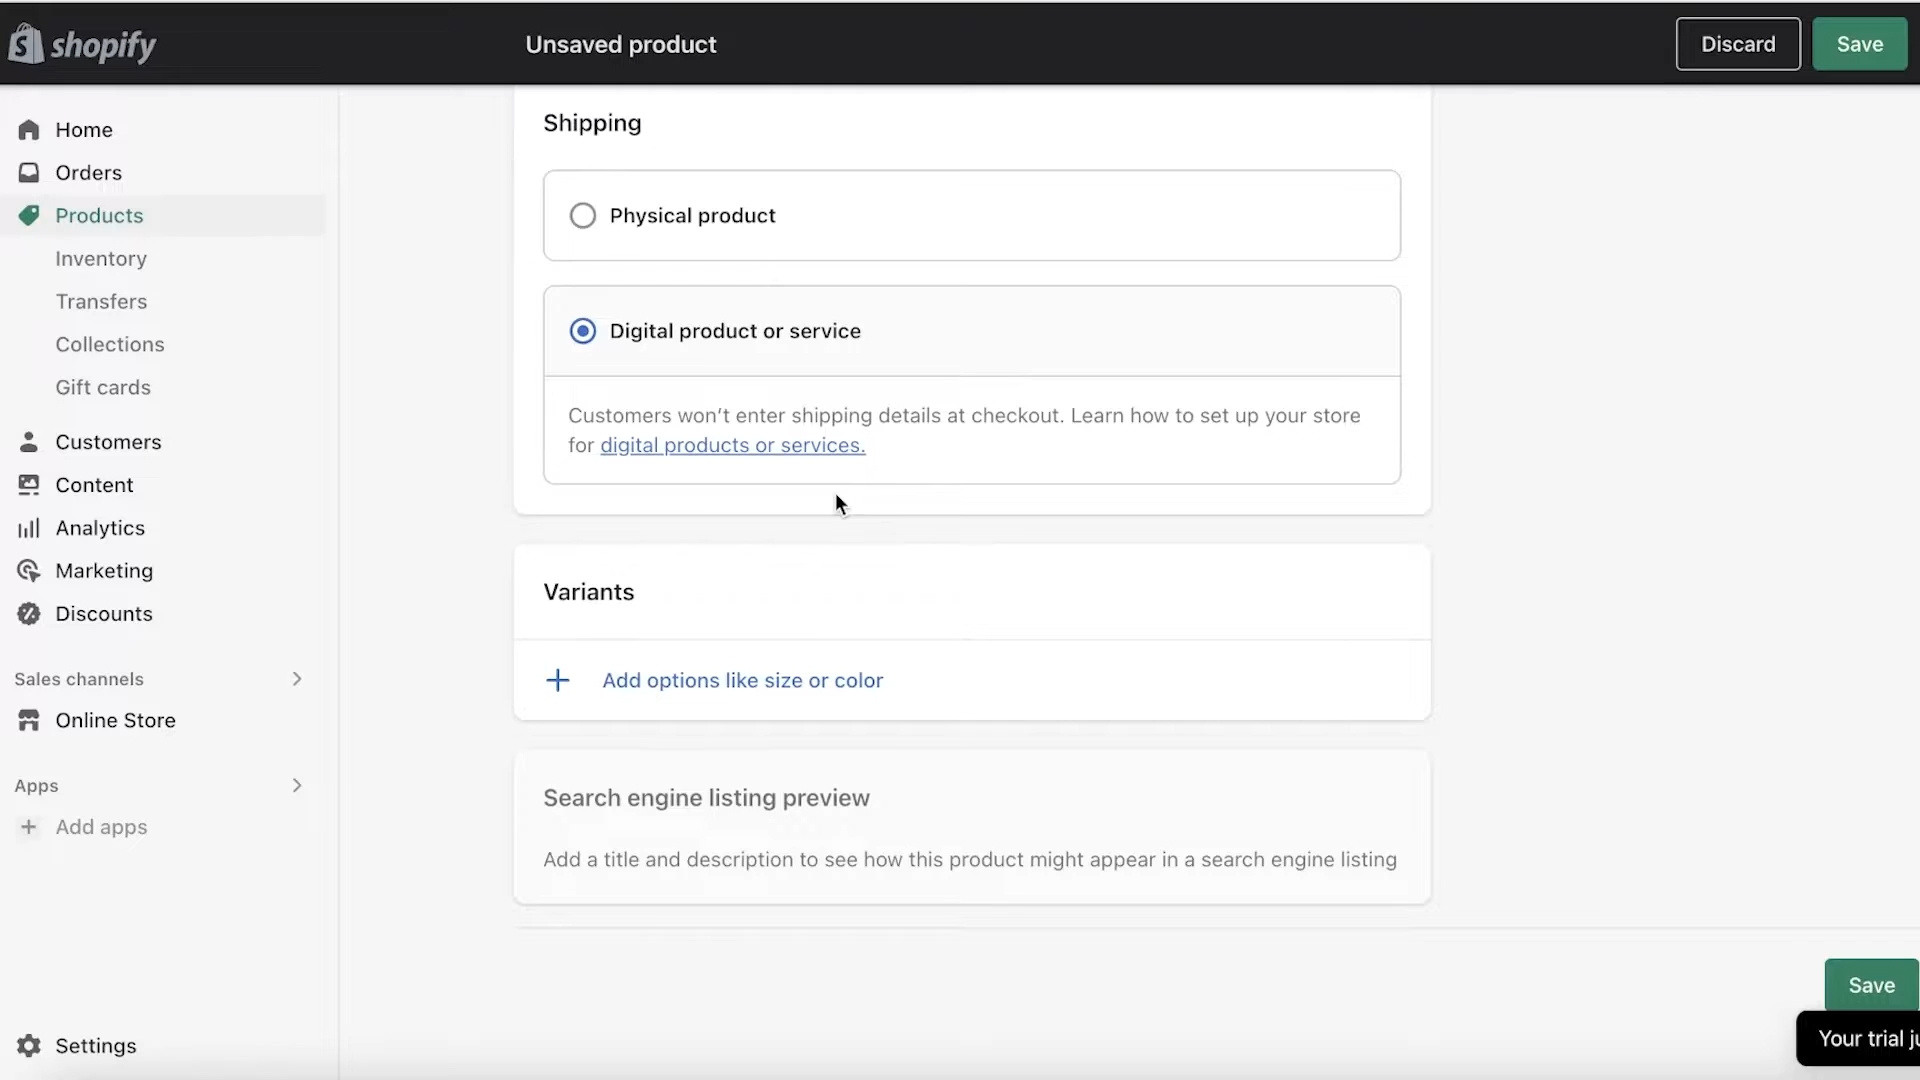 shopify
Unsaved product
Discard
Save
Home
Orders
Products
Inventory
Transfers
Collections
Gift cards
Customers
Content
Analytics
Marketing
Discounts
Sales channels
Online Store
Apps
Add apps
Settings
Shipping
Physical product
Digital product or service
Customers won’t enter shipping details at checkout. Learn how to set up your store
for digital products or services.
Variants
Add options like size or color
Search engine listing preview
Add a title and description to see how this product might appear in a search engine listing
Save
Your trial